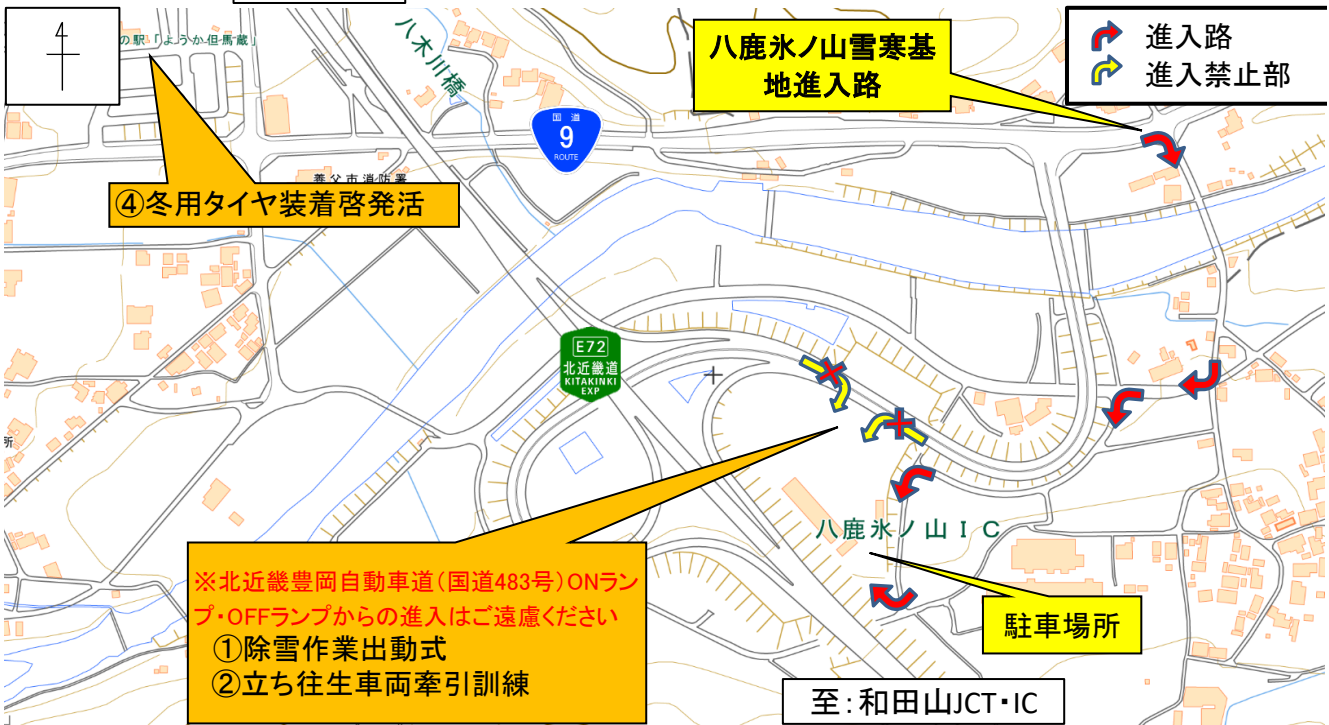 4
の駅「ようか但馬蔵」
八木川橋
八鹿氷ノ山雪寒基
地進入路
進入路
進入禁止部
国道
9
ROUTE
養父市消防署
④冬用タイヤ装着啓発活
E72
北近畿道
KITAKINKI
EXP
所
八鹿氷ノ山IC
※北近畿豊岡自動車道(国道483号)ONラン
プ・OFFランプからの進入はご遠慮ください
①除雪作業出動式
②立ち往生車両牽引訓練
駐車場所
至:和田山JCT・IC